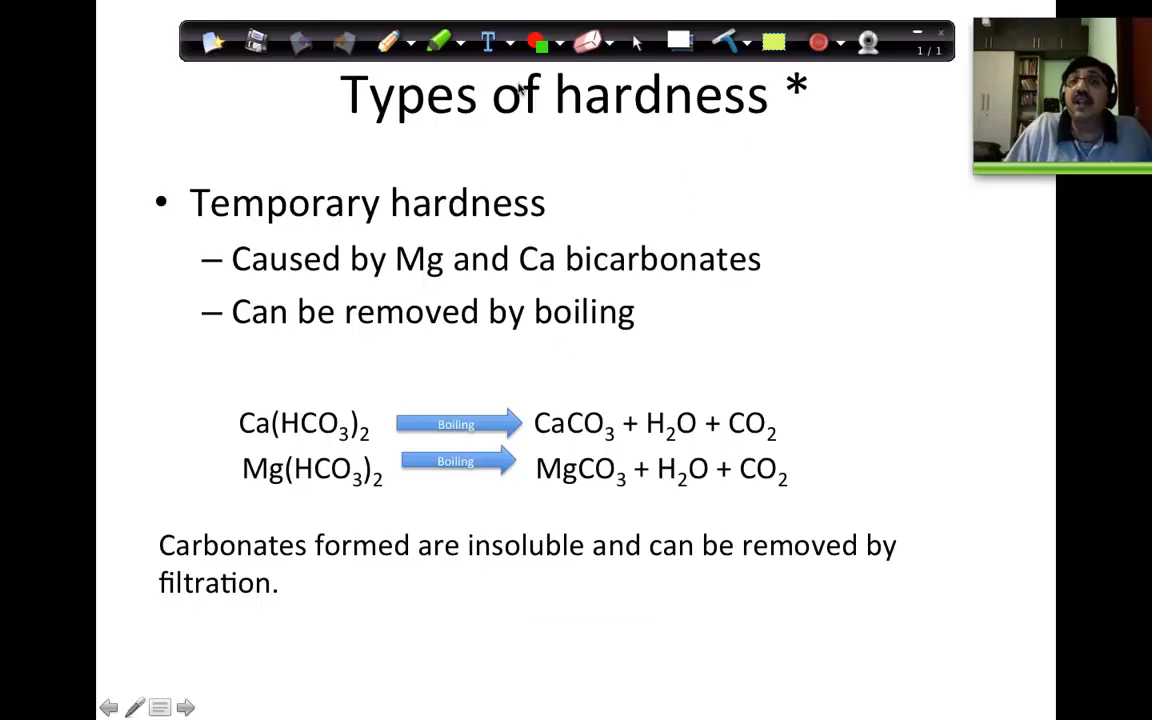 T
1 / 1
Types of hardness *
• Temporary hardness
– Caused by Mg and Ca bicarbonates
– Can be removed by boiling
Ca(HCO₃)₂ Boiling CaCO₃ + H₂O + CO₂
Mg(HCO₃)₂ Boiling MgCO₃ + H₂O + CO₂
Carbonates formed are insoluble and can be removed by
filtration.